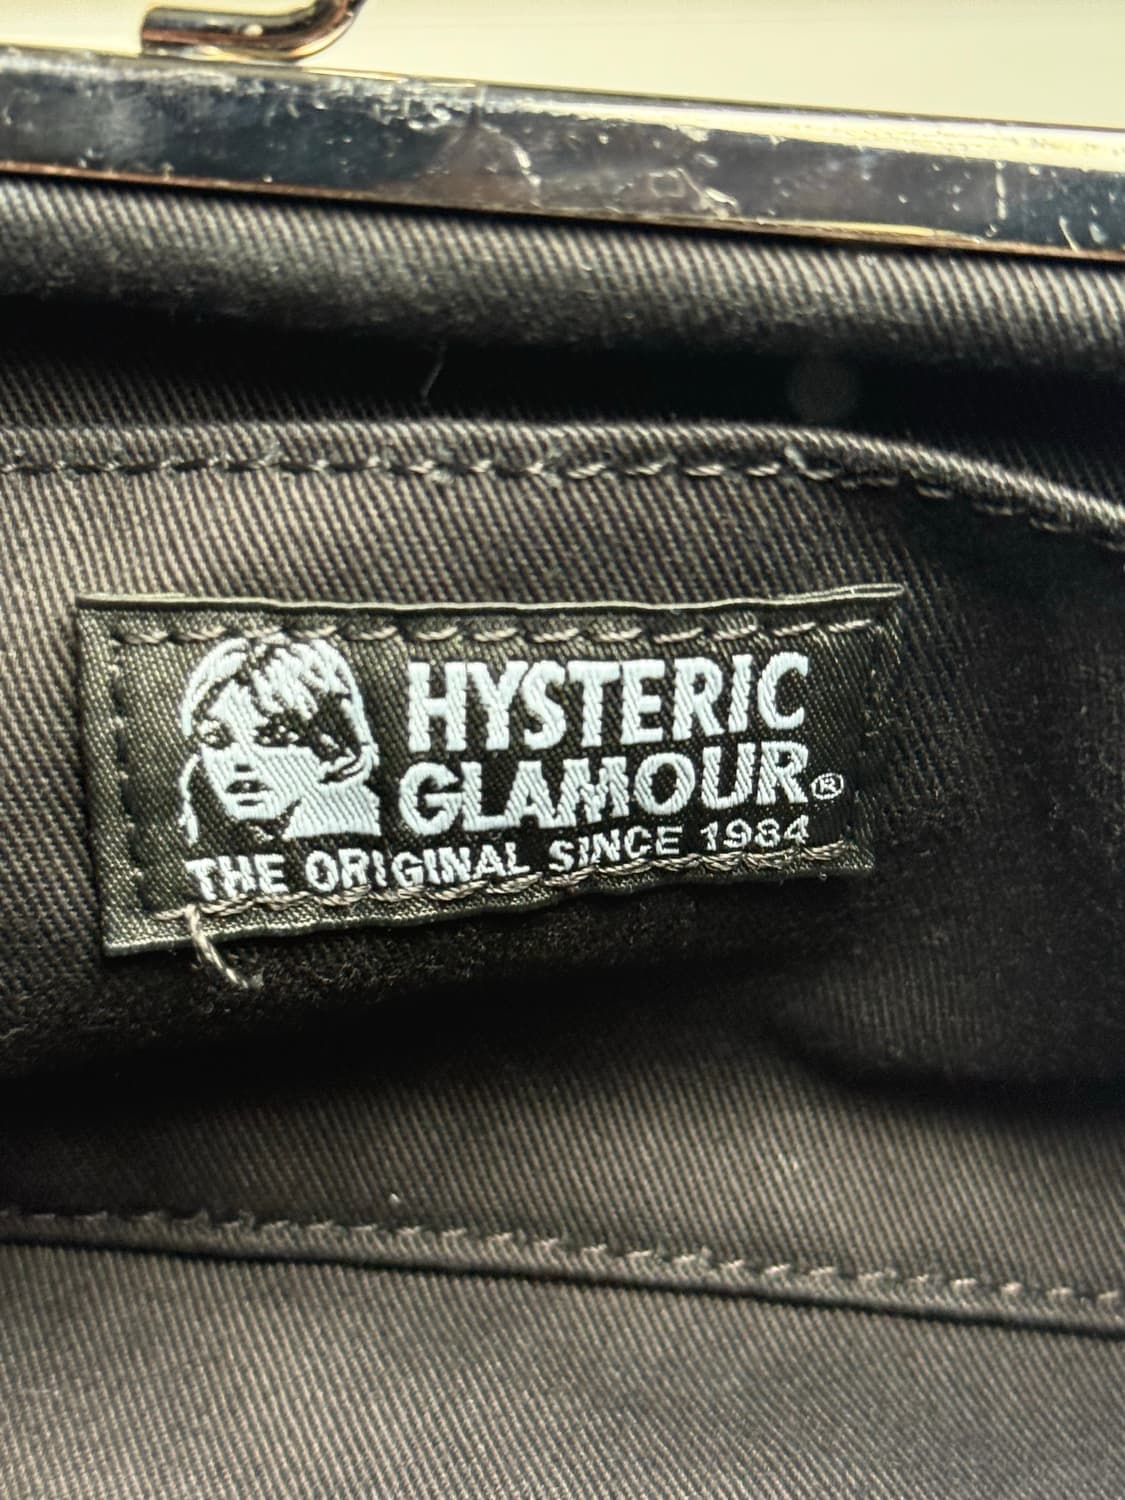 HYSTERIC
GLAMOUR®
THE ORIGINAL SINCE 1984